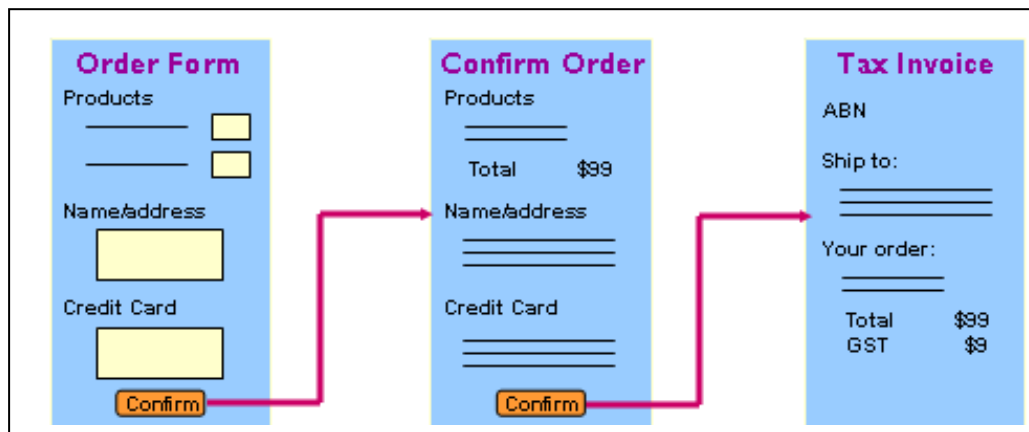 Order Form
Products
Name/address
Credit Card
Confirm
Confirm Order
Products
Total $99
Name/address
Credit Card
Confirm
Tax Invoice
ABN
Ship to:
Your order:
Total $99
GST $9